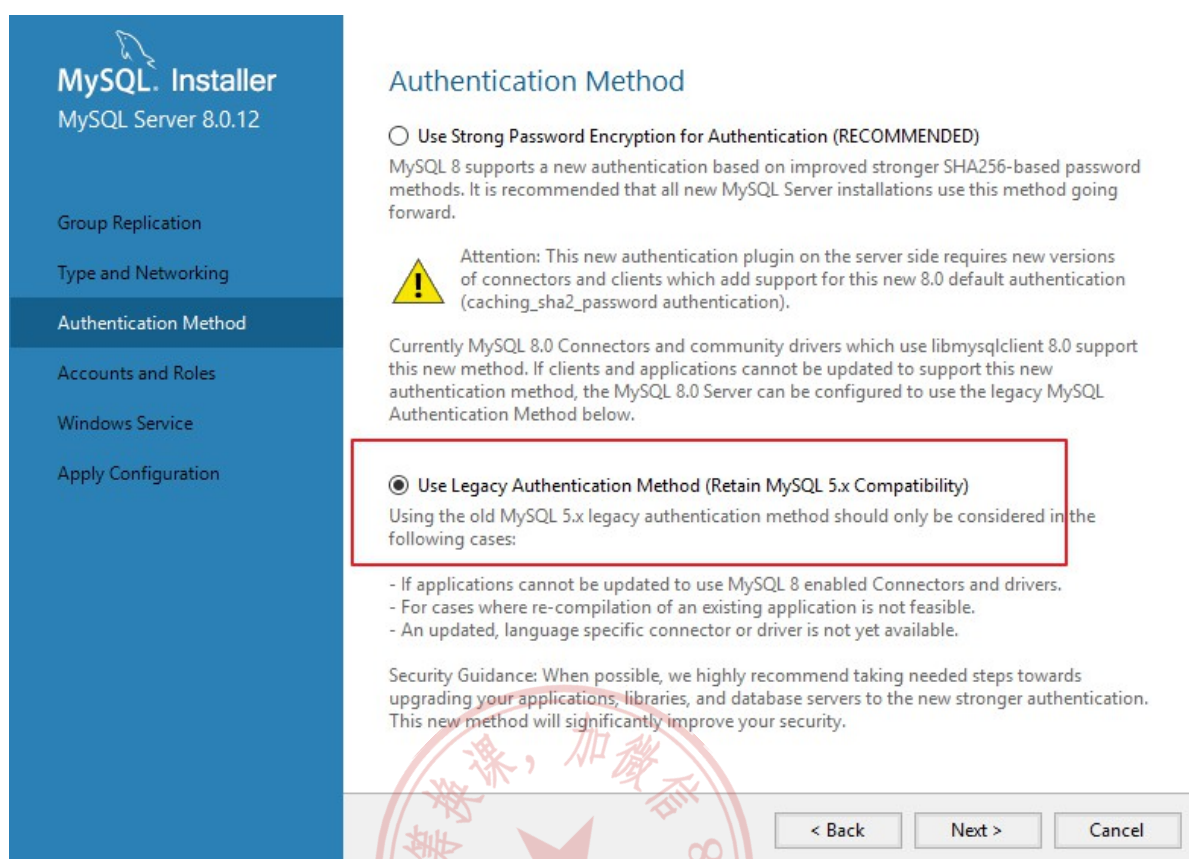 MySQL. Installer
MySQL Server 8.0.12
Group Replication
Type and Networking
Authentication Method
Accounts and Roles
Windows Service
Apply Configuration
Authentication Method
Use Strong Password Encryption for Authentication (RECOMMENDED)
MySQL 8 supports a new authentication based on improved stronger SHA256-based password
methods. It is recommended that all new MySQL Server installations use this method going
forward.
Attention: This new authentication plugin on the server side requires new versions
of connectors and clients which add support for this new 8.0 default authentication
(caching_sha2_password authentication).
Currently MySQL 8.0 Connectors and community drivers which use libmysqlclient 8.0 support
this new method. If clients and applications cannot be updated to support this new
authentication method, the MySQL 8.0 Server can be configured to use the legacy MySQL
Authentication Method below.
Use Legacy Authentication Method (Retain MySQL 5.x Compatibility)
Using the old MySQL 5.x legacy authentication method should only be considered in the
following cases:
- If applications cannot be updated to use MySQL 8 enabled Connectors and drivers.
- For cases where re-compilation of an existing application is not feasible.
- An updated, language specific connector or driver is not yet available.
Security Guidance: When possible, we highly recommend taking needed steps towards
upgrading your applications, libraries, and database servers to the new stronger authentication.
This new method will significantly improve your security.
换课，加微信 8
< Back
Next >
Cancel